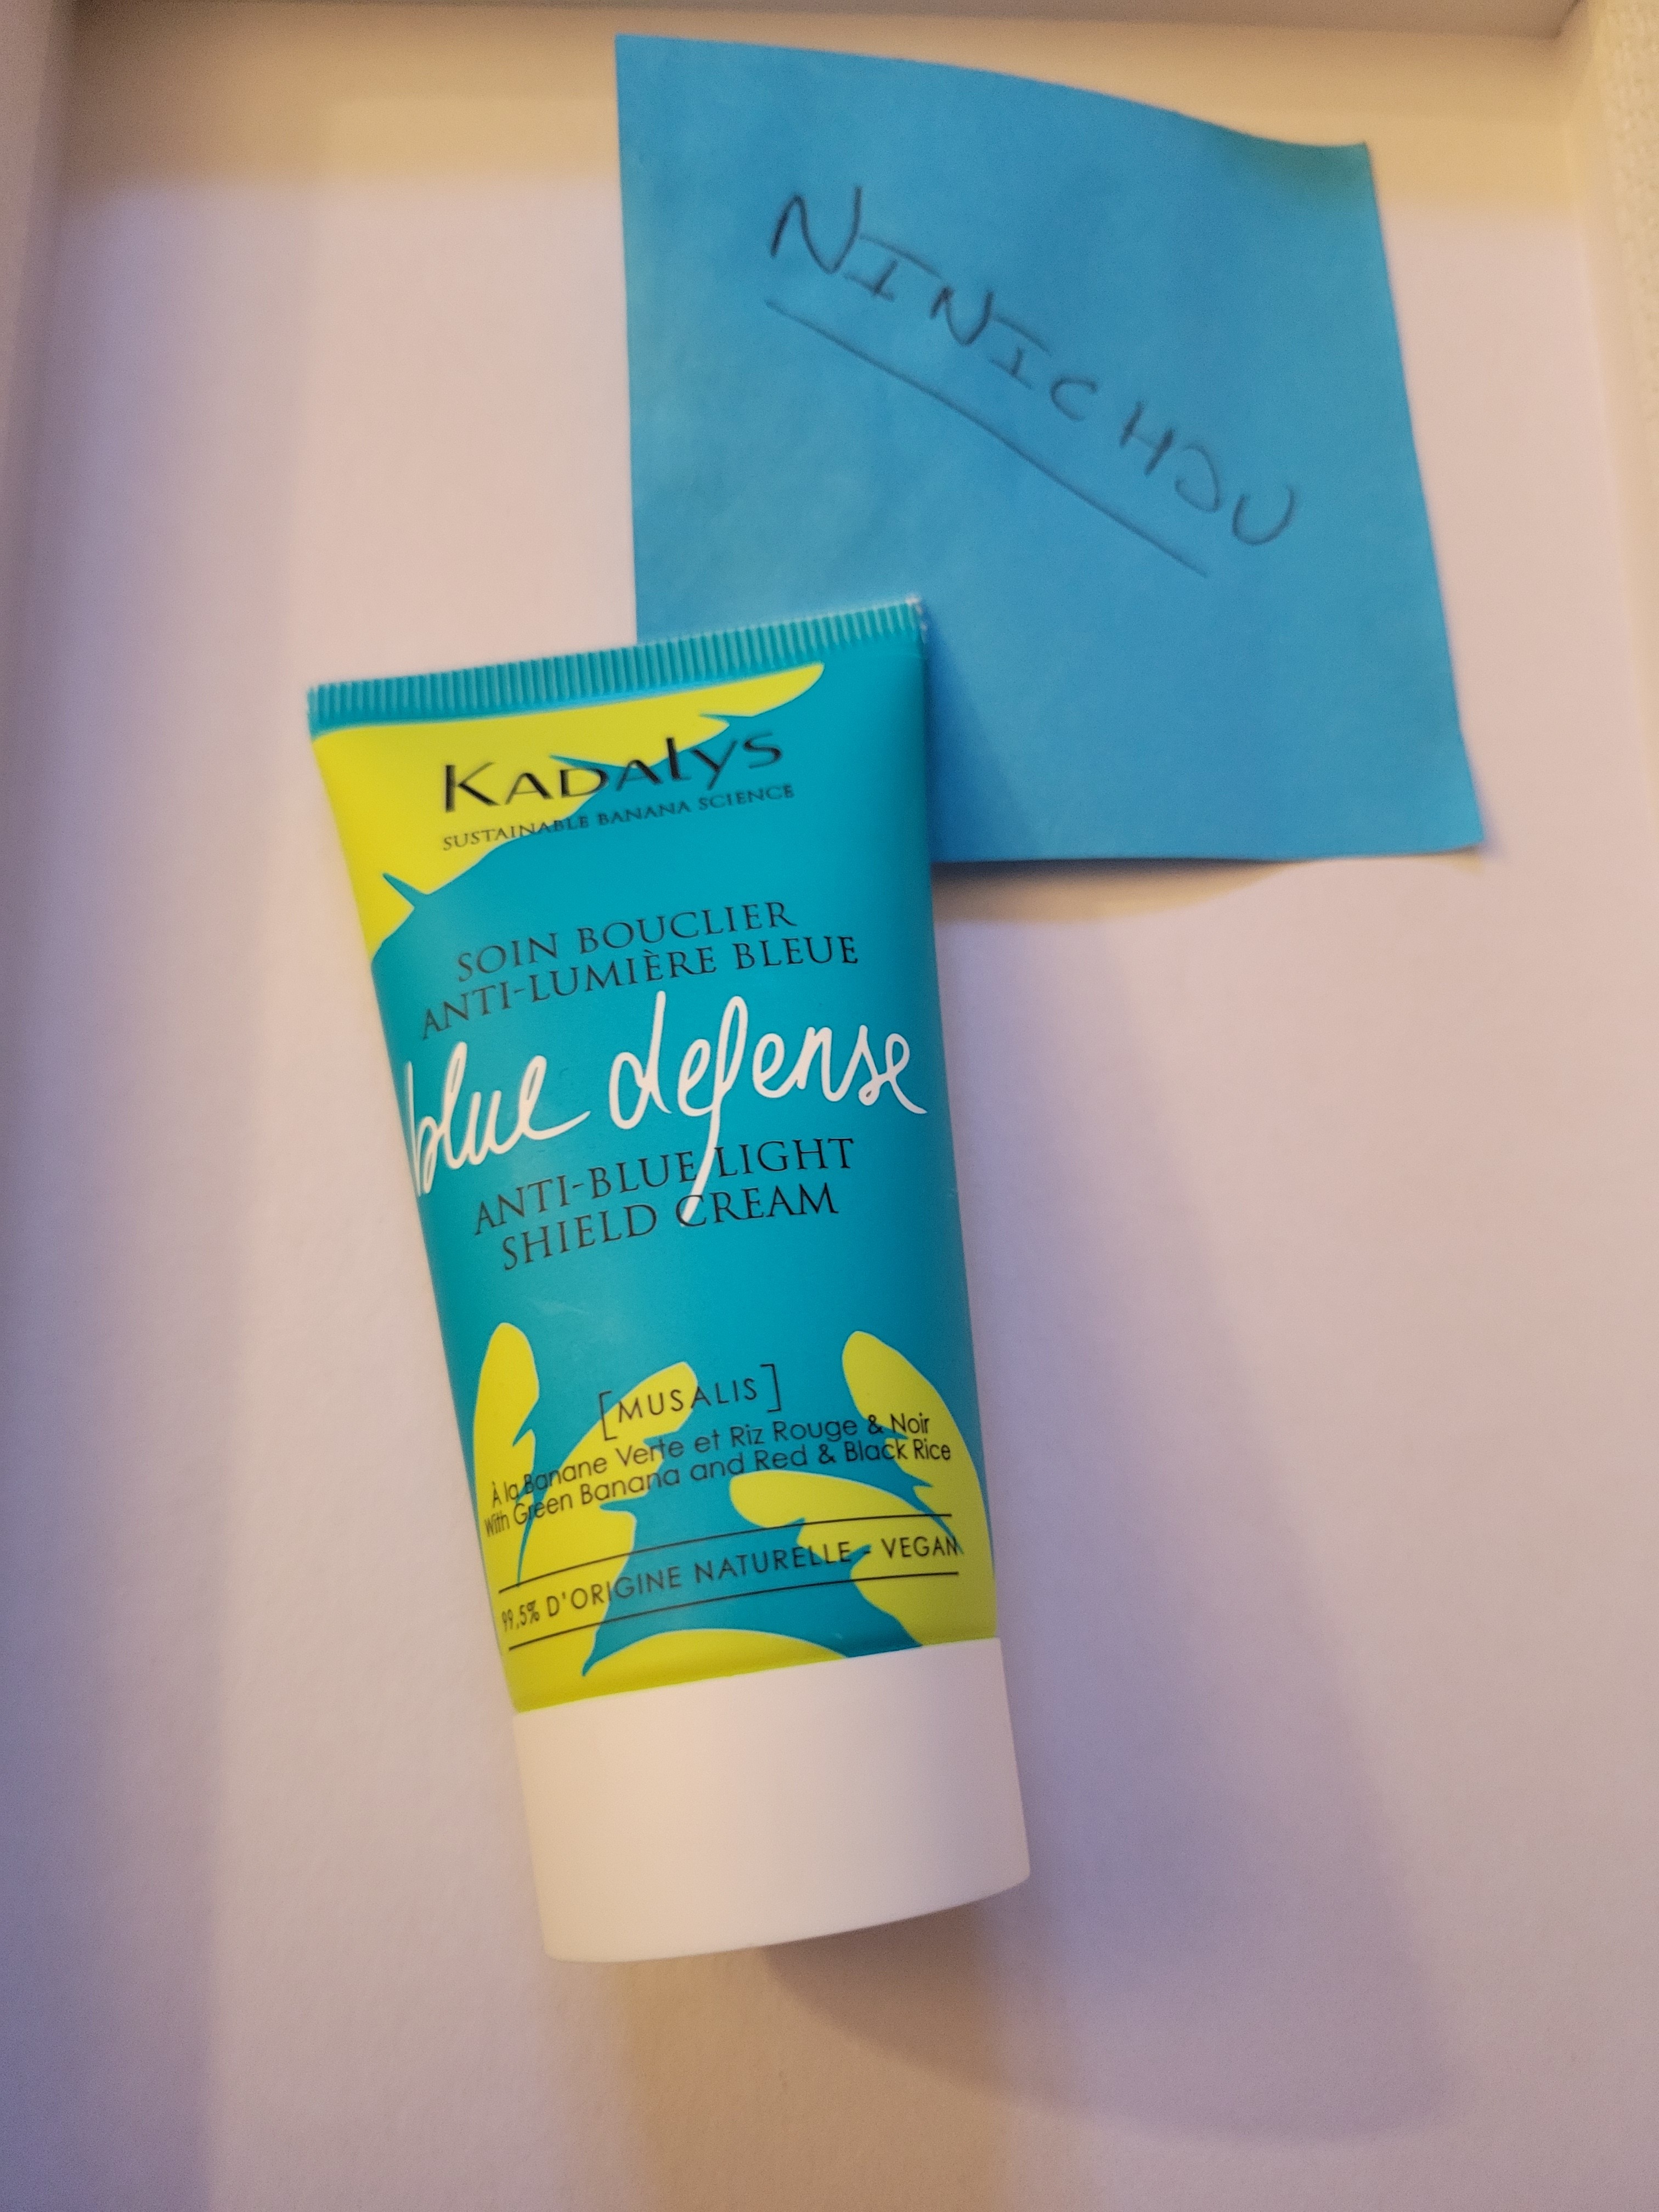 NINICHOU
KADALYS
SUSTAINABLE BANANA SCIENCE
SOIN BOUCLIER
ANTI-LUMIÈRE BLEUE
blue defense
ANTI-BLUE LIGHT
SHIELD CREAM
[MUSALIS]
À la Banane Verte et Riz Rouge & Noir
With Green Banana and Red & Black Rice
99,5% D'ORIGINE NATURELLE - VEGAN